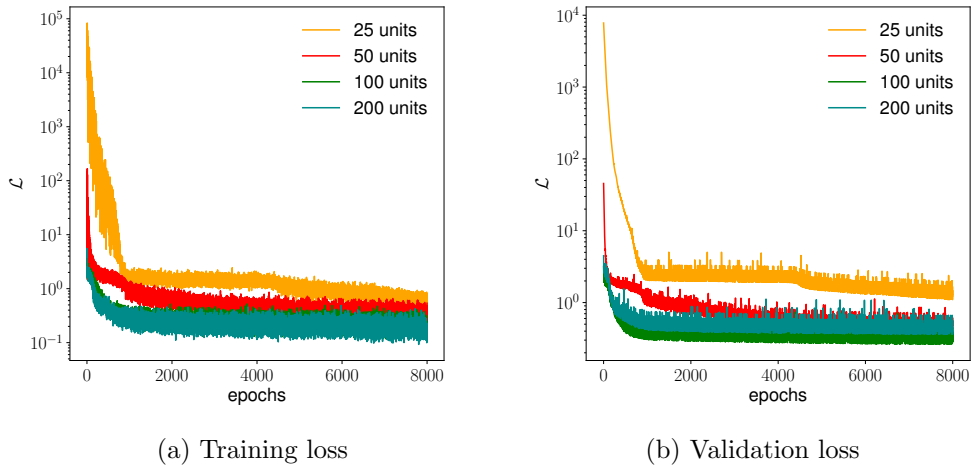 10^5
10^4
10^3
10^2
10^1
10^0
10^{-1}
ℒ
25 units
50 units
100 units
200 units
0 2000 4000 6000 8000
epochs
(a) Training loss
10^4
10^3
10^2
10^1
10^0
ℒ
25 units
50 units
100 units
200 units
0 2000 4000 6000 8000
epochs
(b) Validation loss